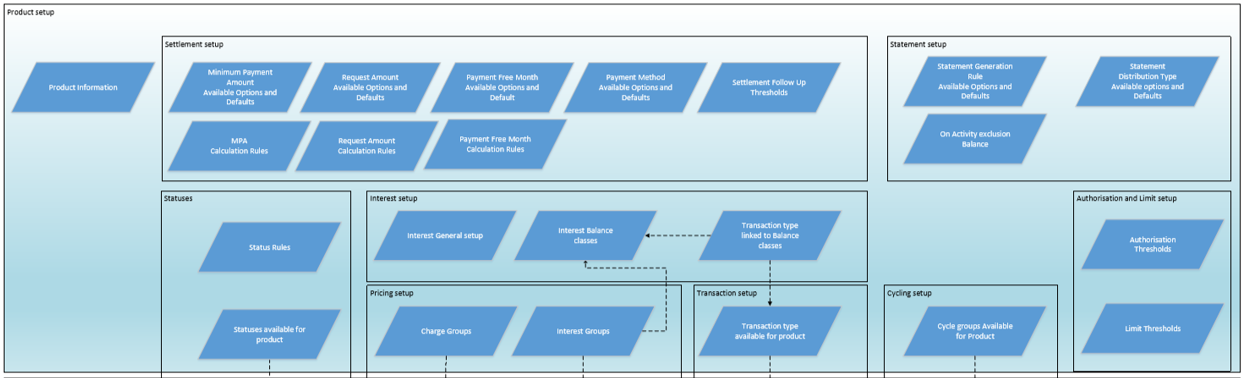 Product setup
Settlement setup
Statement setup
Product Information
Minimum Payment
Amount
Available Options and
Defaults
Request Amount
Available Options and
Defaults
Payment Free Month
Available Options and
Default
Payment Method
Available Options and
Defaults
Settlement Follow Up
Thresholds
Statement Generation
Rule
Available Options and
Defaults
Statement
Distribution Type
Available options and
Defaults
MPA
Calculation Rules
Request Amount
Calculation Rules
Payment Free Month
Calculation Rules
On Activity exclusion
Balance
Statuses
Interest setup
Authorisation and Limit setup
Status Rules
Interest General setup
Interest Balance
classes
Transaction type
linked to Balance
classes
Authorisation
Thresholds
Pricing setup
Transaction setup
Cycling setup
Statuses available for
product
Charge Groups
Interest Groups
Transaction type
available for product
Cycle groups Available
for Product
Limit Thresholds